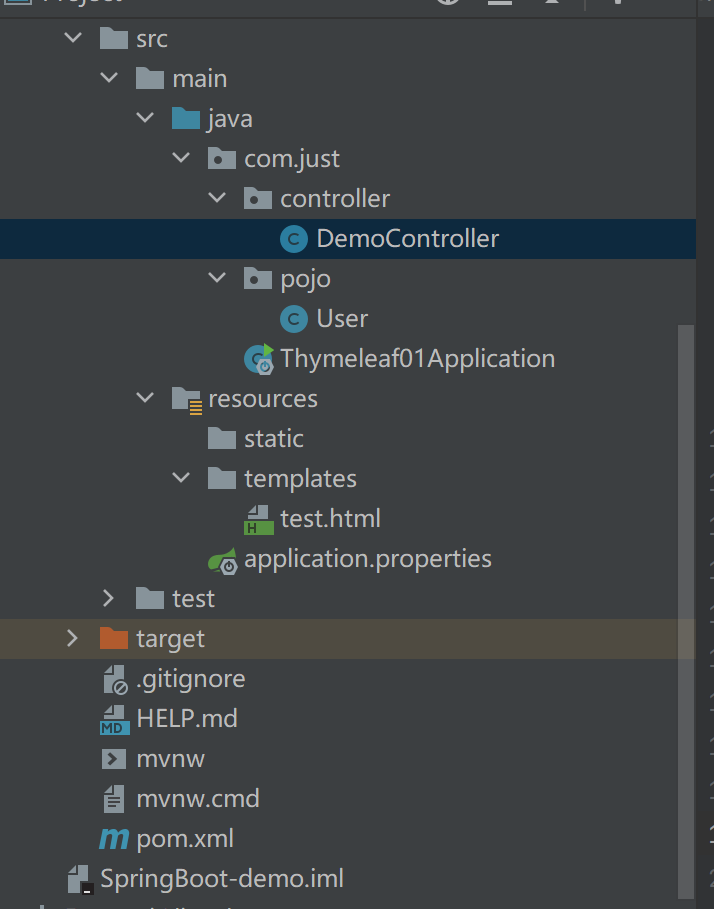 src
main
java
com.just
controller
DemoController
pojo
User
Thymeleaf01Application
resources
static
templates
test.html
application.properties
test
target
.gitignore
HELP.md
mvnw
mvnw.cmd
pom.xml
SpringBoot-demo.iml